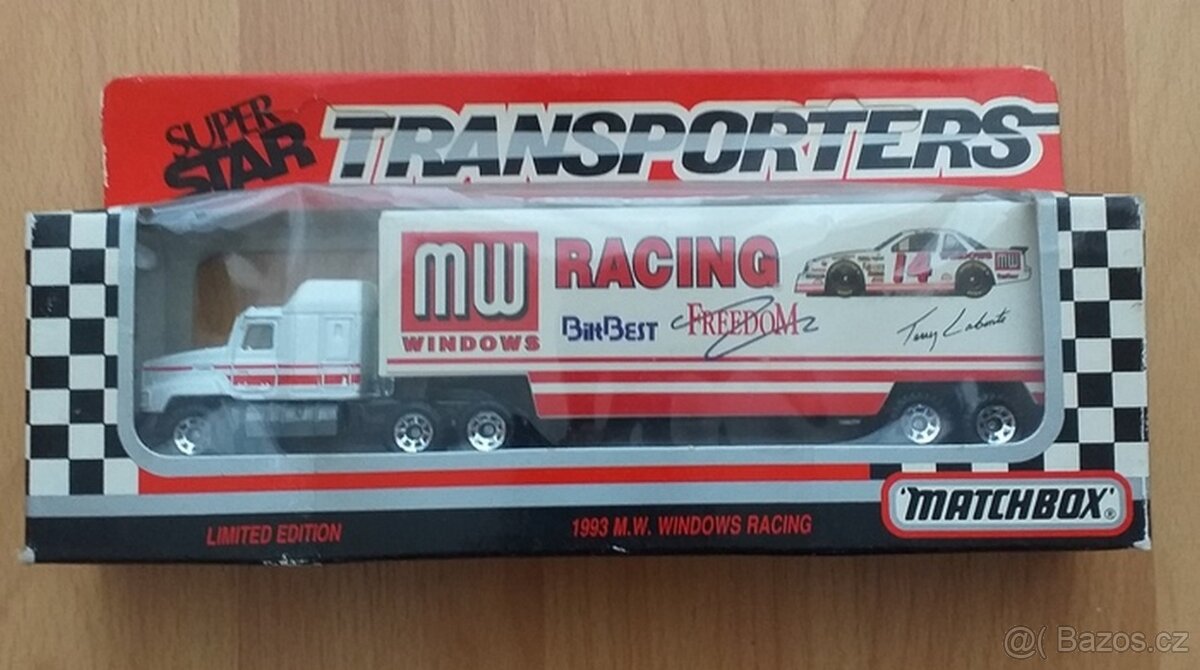 SUPER
STAR
TRANSPORTERS
MW
WINDOWS
RACING
BiltBEST
FREEDOM
14
MW
Terry Labonte
LIMITED EDITION
1993 M.W. WINDOWS RACING
'MATCHBOX'®
@( Bazos.cz